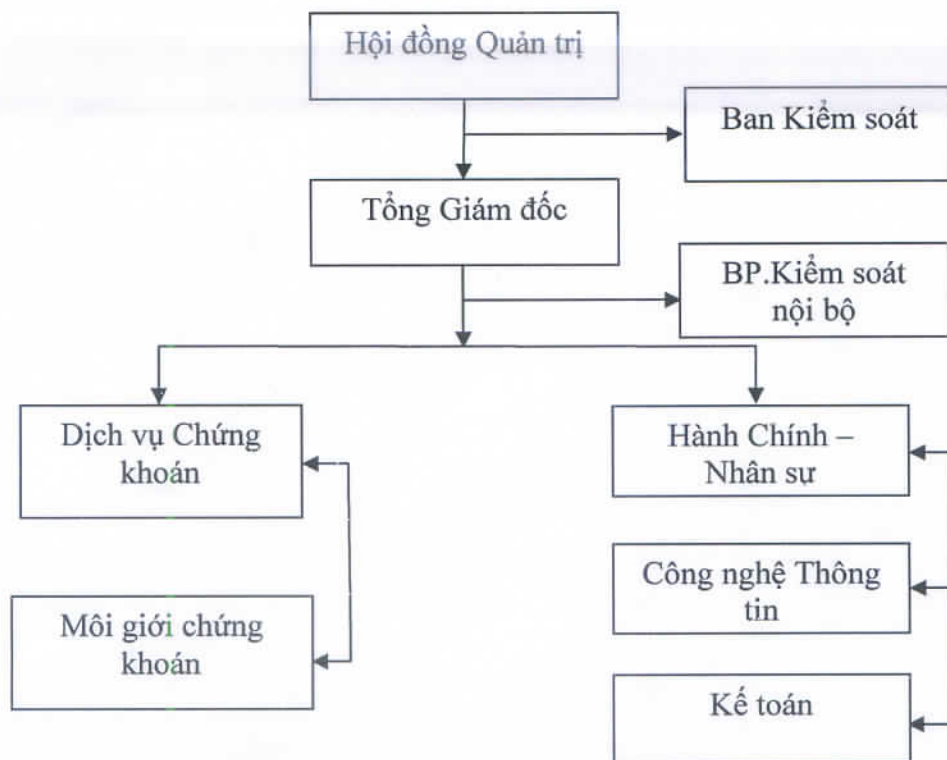 Hội đồng Quản trị
Ban Kiểm soát
Tổng Giám đốc
BP.Kiểm soát
nội bộ
Dịch vụ Chứng
khoán
Hành Chính –
Nhân sự
Công nghệ Thông
tin
Môi giới chứng
khoán
Kế toán